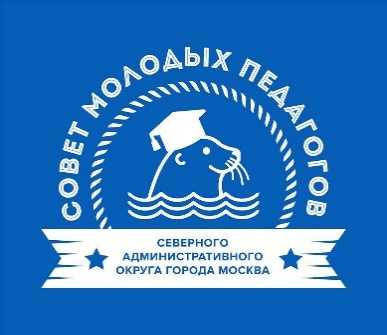 СОВЕТ МОЛОДЫХ ПЕДАГОГОВ
СЕВЕРНОГО
АДМИНИСТРАТИВНОГО
ОКРУГА ГОРОДА МОСКВА